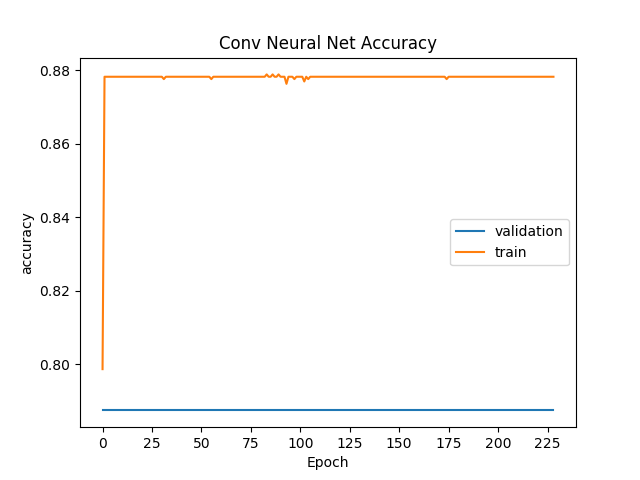 Conv Neural Net Accuracy
0.88
0.86
0.84
0.82
0.80
accuracy
validation
train
0 25 50 75 100 125 150 175 200 225
Epoch